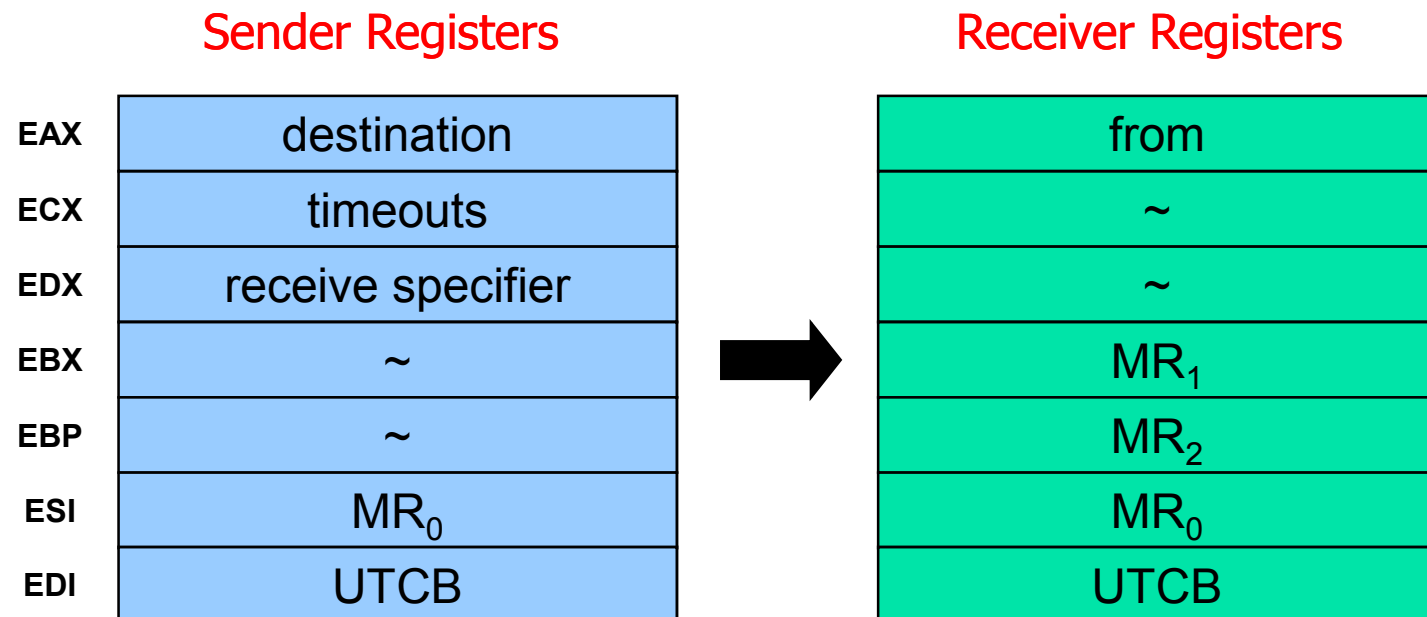 Sender Registers Receiver Registers
EAX destination from
ECX timeouts ~
EDX receive specifier ~
EBX ~ MR₁
EBP ~ MR₂
ESI MR₀ MR₀
EDI UTCB UTCB